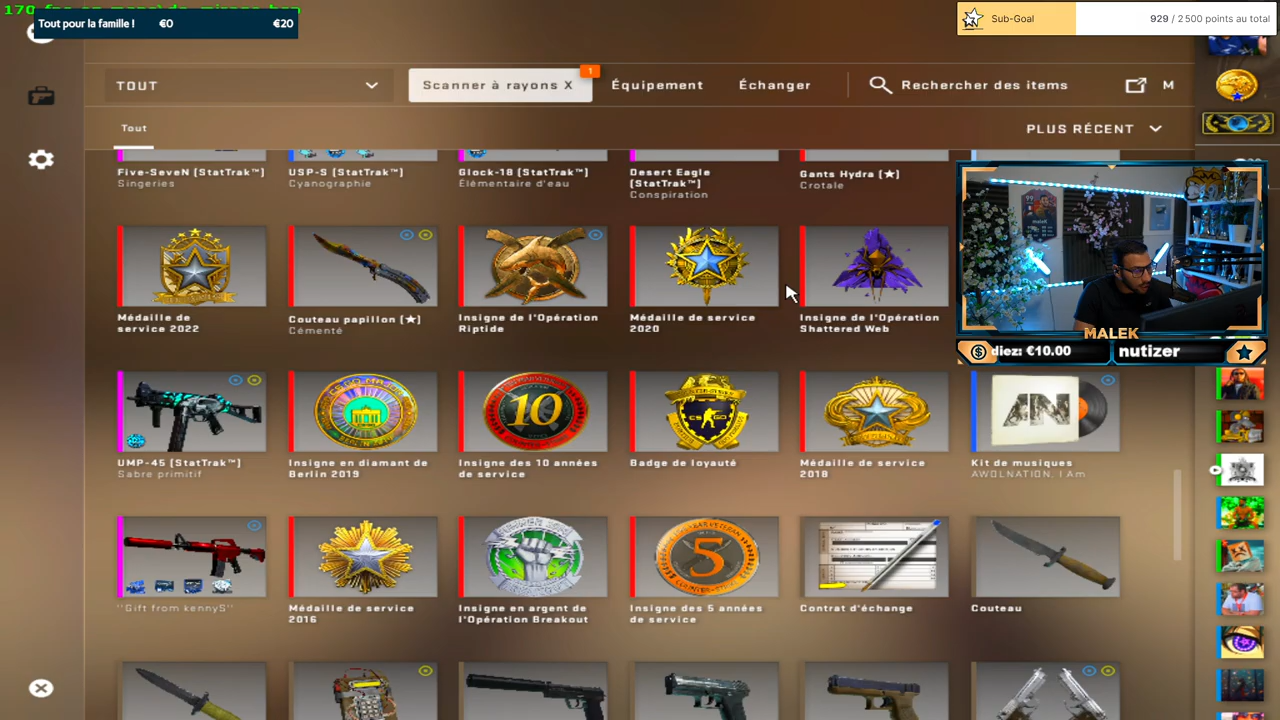 Tout pour la famille ! €0 €20
Sub-Goal 929 / 2500 points au total
TOUT
Scanner à rayons X
1
Équipement
Échanger
Rechercher des items
M
Tout
PLUS RÉCENT
Five-SeveN (StatTrak™)
Singeries
USP-S (StatTrak™)
Cyanographie
Glock-18 (StatTrak™)
Élémentaire d'eau
Desert Eagle
(StatTrak™)
Conspiration
Gants Hydra (★)
Crotale
Médaille de
service 2022
Couteau papillon (★)
Cémenté
Insigne de l'Opération
Riptide
Médaille de service
2020
Insigne de l'Opération
Shattered Web
MALEK
diez: €10.00
nutizer
UMP-45 (StatTrak™)
Sabre primitif
Insigne en diamant de
Berlin 2019
10
Insigne des 10 années
de service
CS GO
Badge de loyauté
Médaille de service
2018
Kit de musiques
AWOLNATION, I Am
"Gift from kennyS"
Médaille de service
2016
Insigne en argent de
l'Opération Breakout
5
Insigne des 5 années
de service
Contrat d'échange
Couteau